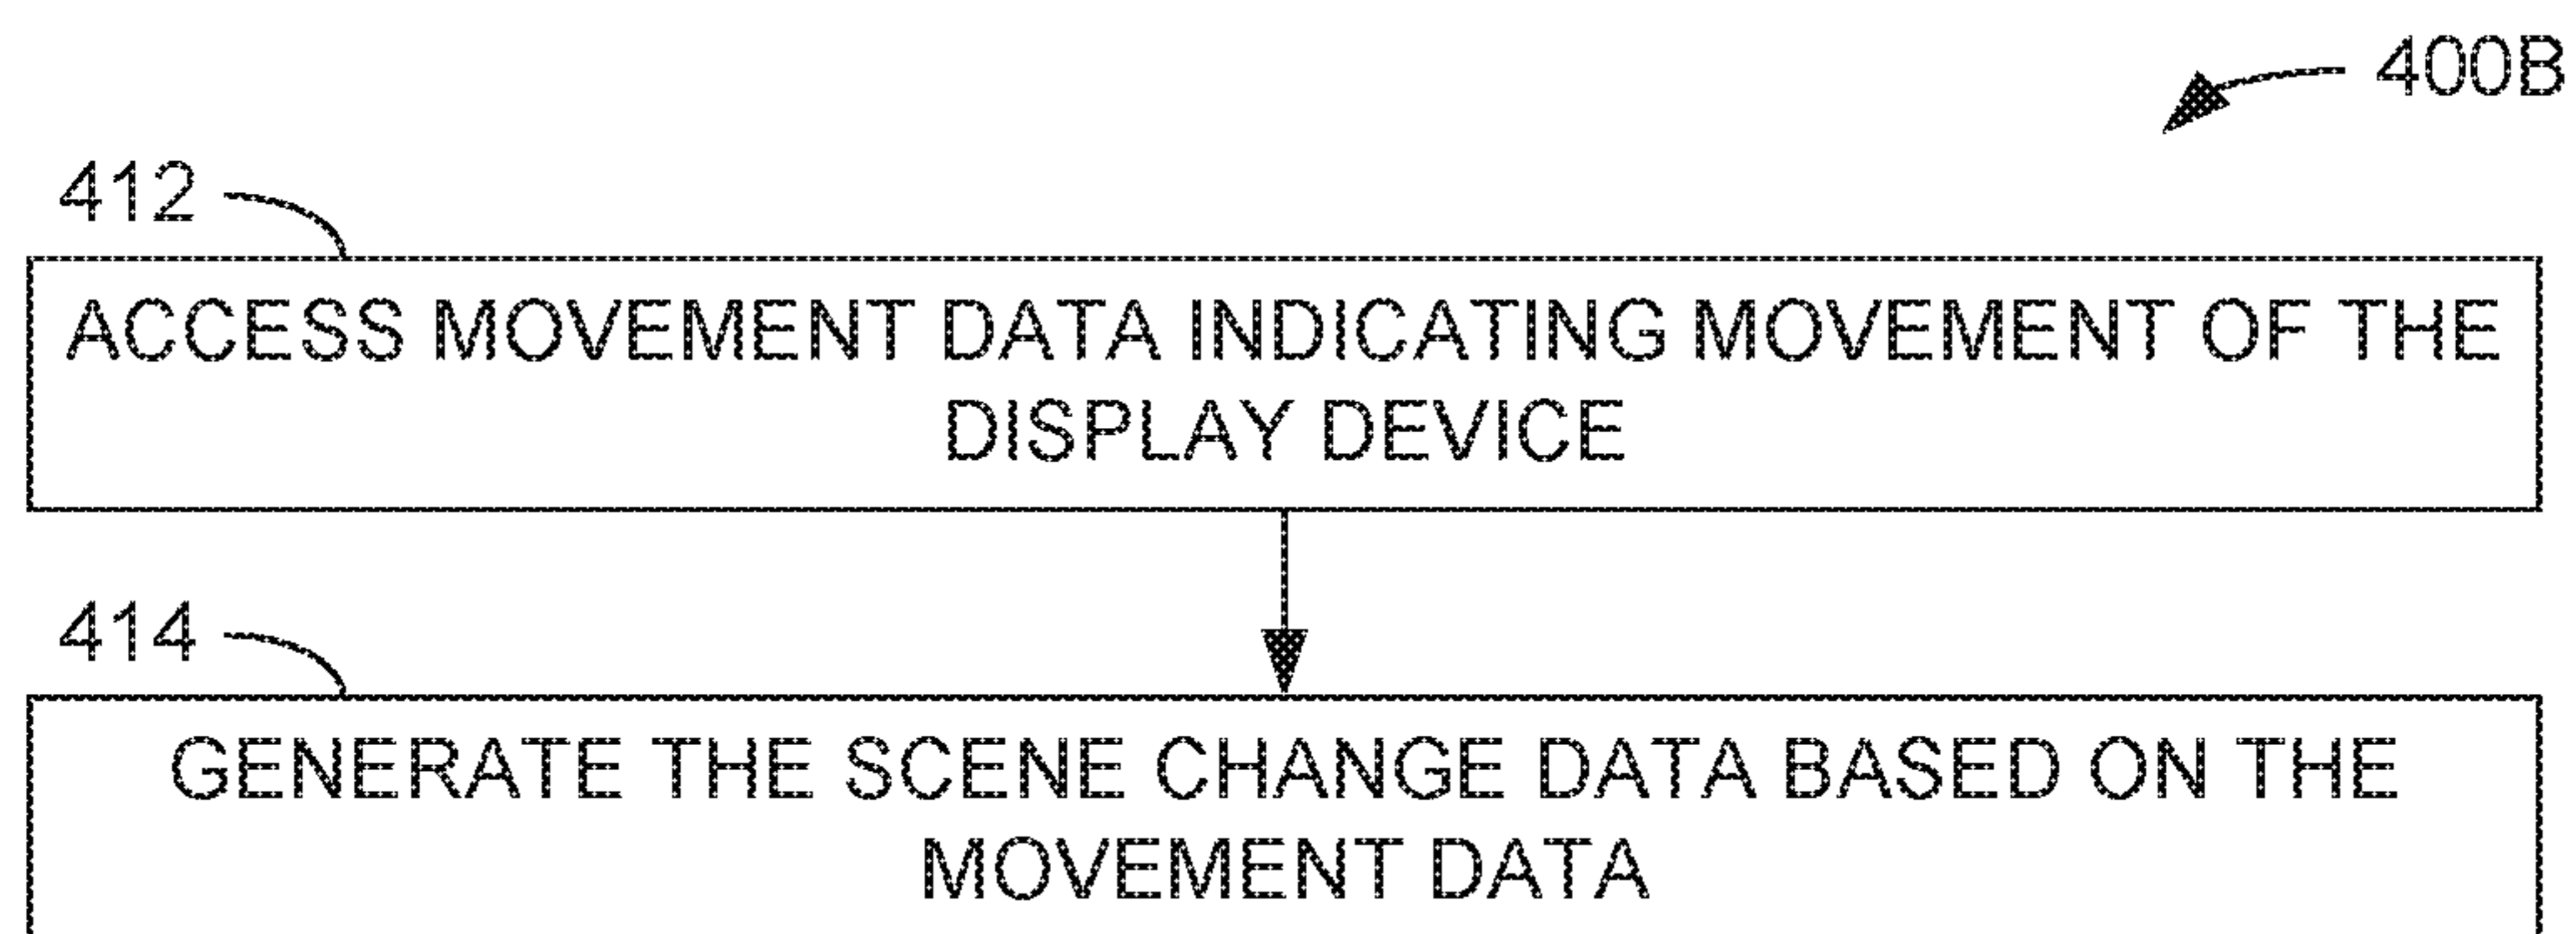 400B
412
ACCESS MOVEMENT DATA INDICATING MOVEMENT OF THE
DISPLAY DEVICE
414
GENERATE THE SCENE CHANGE DATA BASED ON THE
MOVEMENT DATA